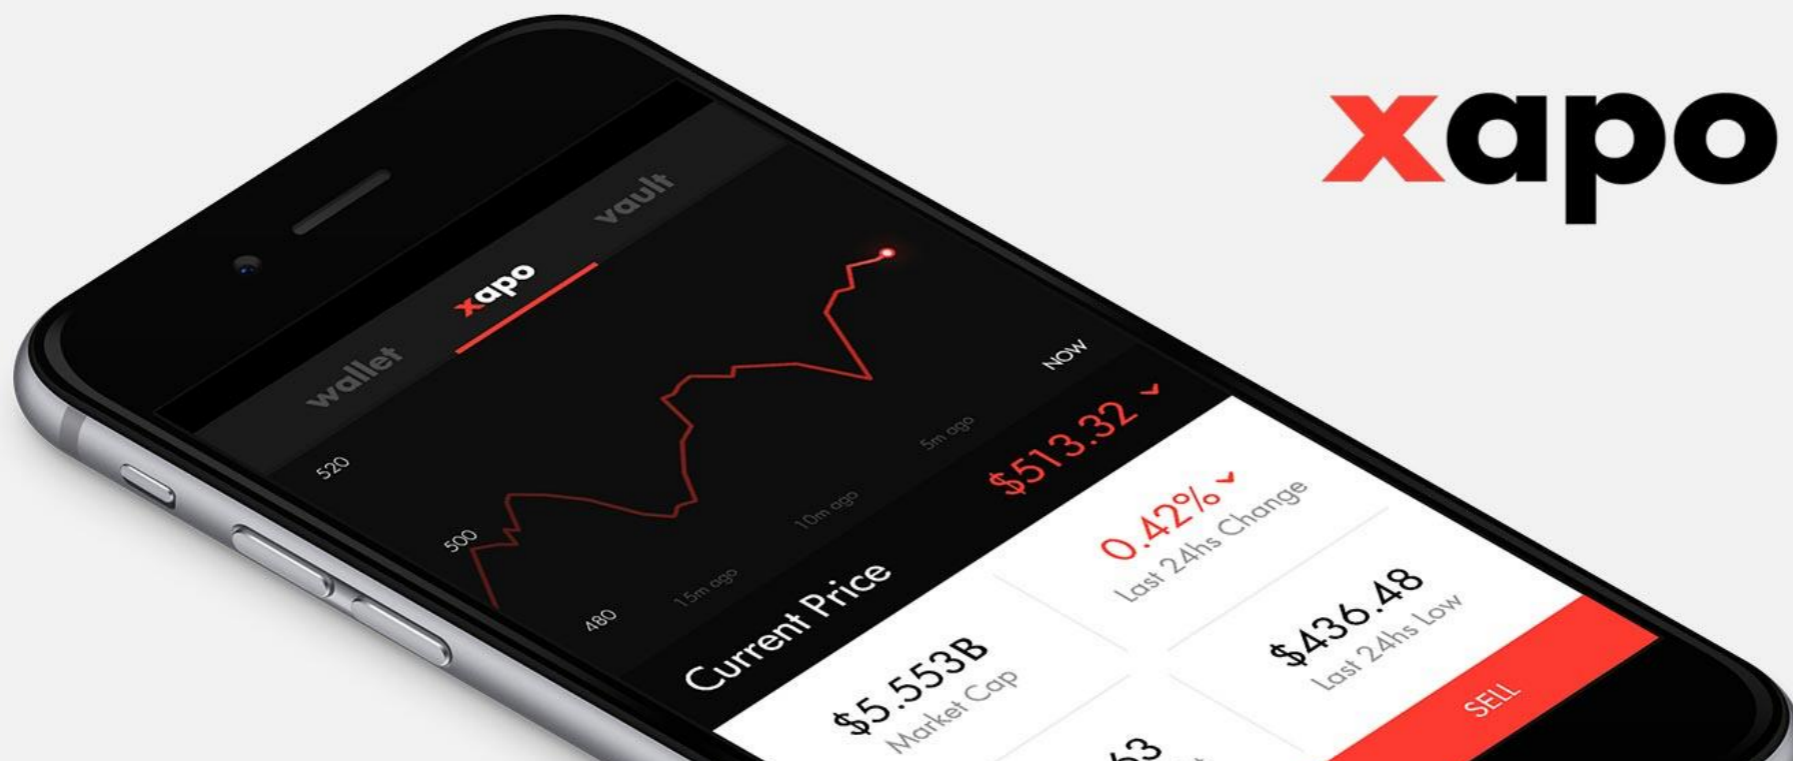 xapo
wallet
xapo
vault
520
500
480
15m ago
10m ago
5m ago
NOW
Current Price
$513.32
$5.553B
Market Cap
0.42%
Last 24hs Change
$436.48
Last 24hs Low
SELL